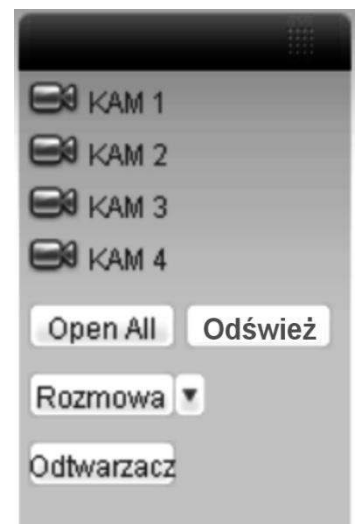 KAM 1
KAM 2
KAM 3
KAM 4
Open All Odśwież
Rozmowa
Odtwarzacz